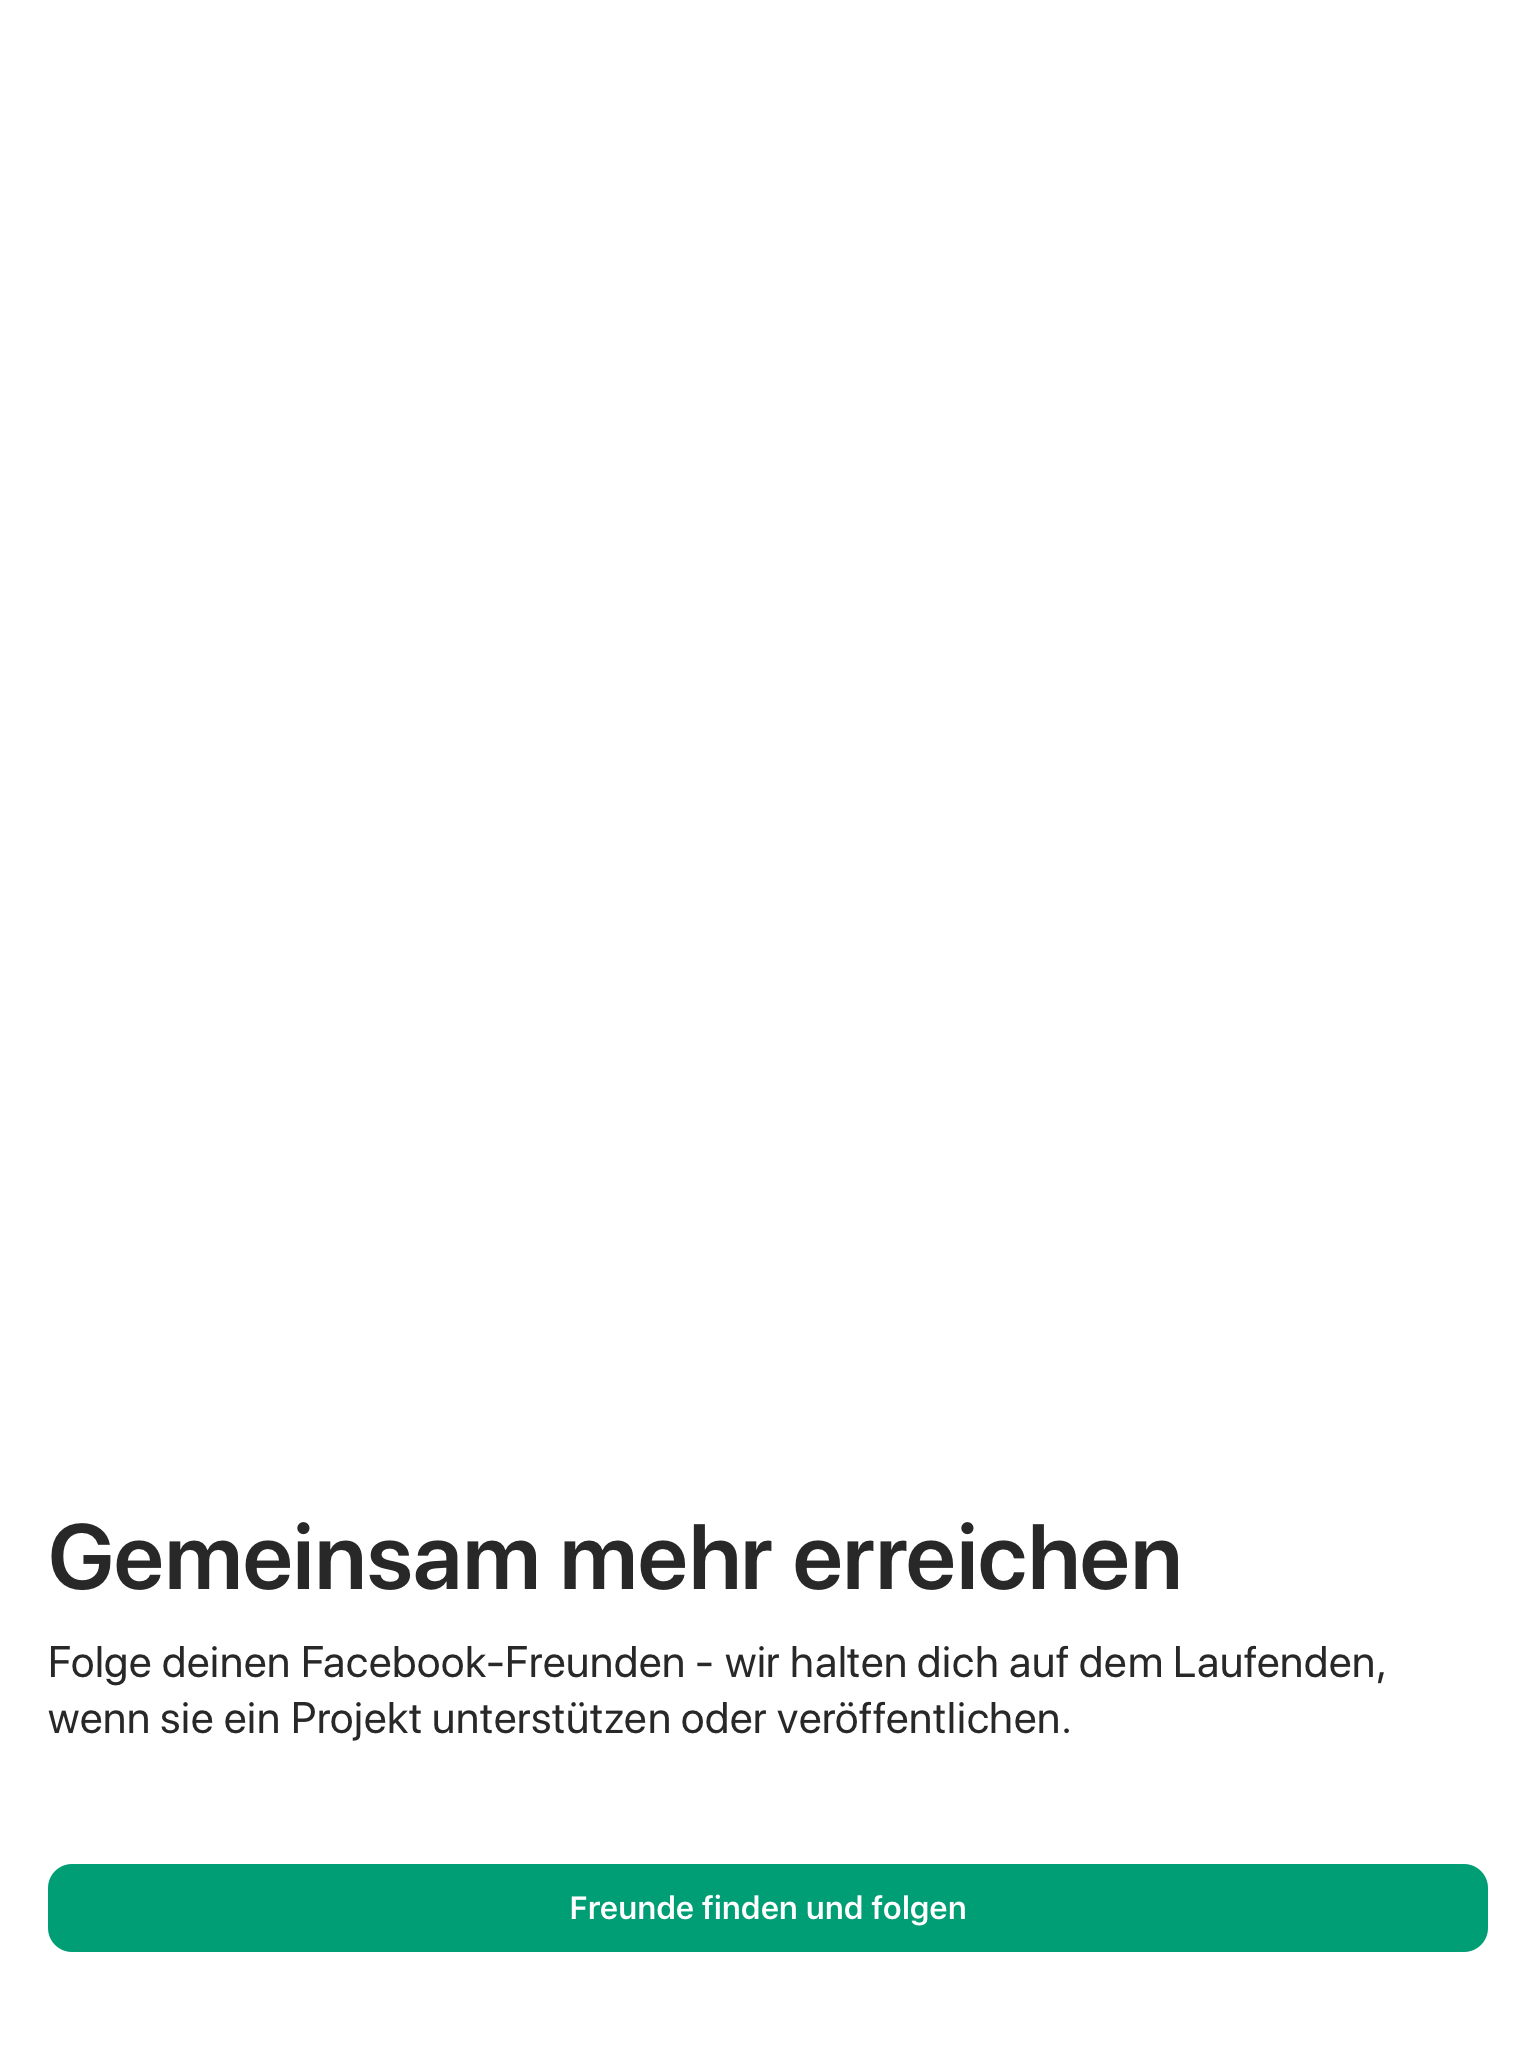 Gemeinsam mehr erreichen
Folge deinen Facebook-Freunden - wir halten dich auf dem Laufenden,
wenn sie ein Projekt unterstützen oder veröffentlichen.
Freunde finden und folgen